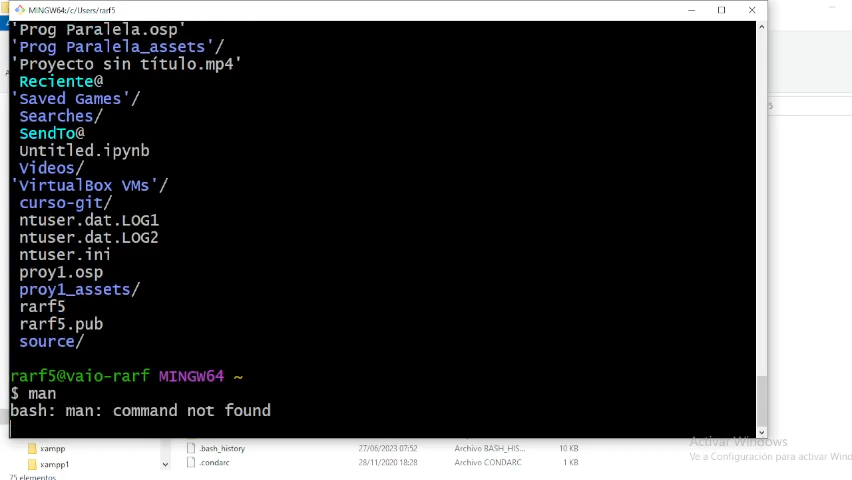 MINGW64:/c/Users/rarf5
'Prog Paralela.osp'
'Prog Paralela_assets'/
'Proyecto sin título.mp4'
Reciente@
'Saved Games'/
Searches/
SendTo@
Untitled.ipynb
Videos/
'VirtualBox VMs'/
curso-git/
ntuser.dat.LOG1
ntuser.dat.LOG2
ntuser.ini
proy1.osp
proy1_assets/
rarf5
rarf5.pub
source/
rarf5@vaio-rarf MINGW64 ~
$ man
bash: man: command not found
xampp .bash_history 27/06/2023 07:52 Archivo BASH_HIS... 10 KB
xampp1 .condarc 28/11/2020 18:28 Archivo CONDARC 1 KB
75 elementos
Activar Windows
Ve a Configuración para activar Wind